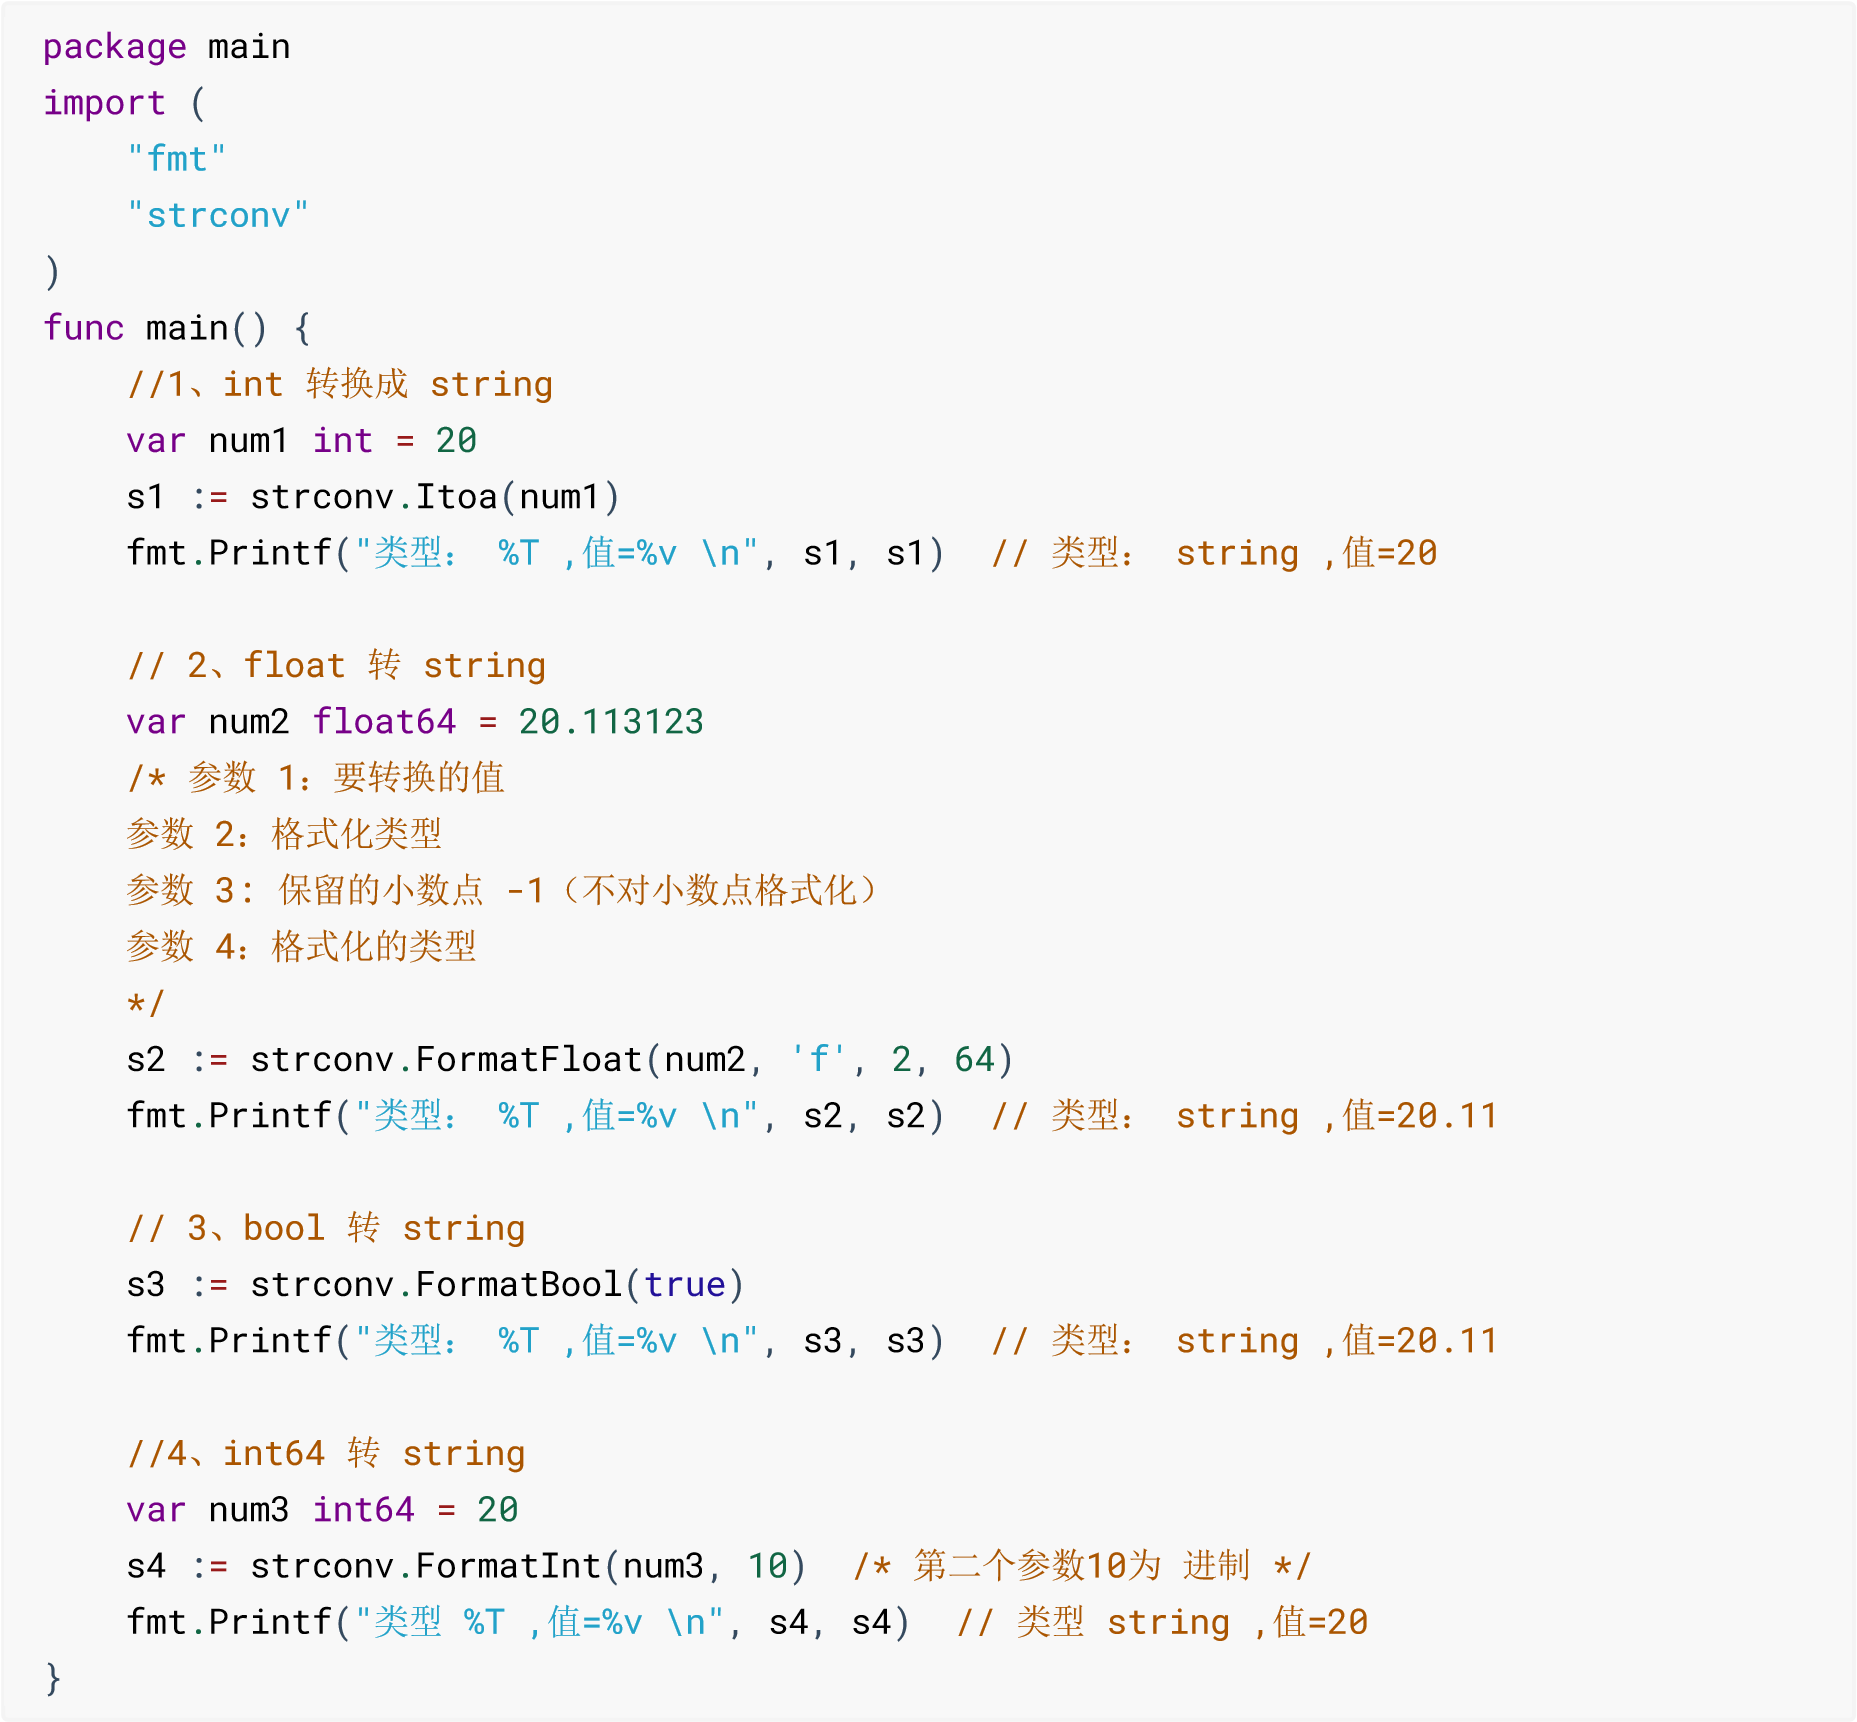 package main
import (
    "fmt"
    "strconv"
)
func main() {
    //1、int 转换成 string
    var num1 int = 20
    s1 := strconv.Itoa(num1)
    fmt.Printf("类型： %T ,值=%v \n", s1, s1)  // 类型： string ,值=20

    // 2、float 转 string
    var num2 float64 = 20.113123
    /* 参数 1：要转换的值
    参数 2：格式化类型
    参数 3: 保留的小数点 -1（不对小数点格式化）
    参数 4：格式化的类型
    */
    s2 := strconv.FormatFloat(num2, 'f', 2, 64)
    fmt.Printf("类型： %T ,值=%v \n", s2, s2)  // 类型： string ,值=20.11

    // 3、bool 转 string
    s3 := strconv.FormatBool(true)
    fmt.Printf("类型： %T ,值=%v \n", s3, s3)  // 类型： string ,值=20.11

    //4、int64 转 string
    var num3 int64 = 20
    s4 := strconv.FormatInt(num3, 10)  /* 第二个参数10为 进制 */
    fmt.Printf("类型 %T ,值=%v \n", s4, s4)  // 类型 string ,值=20
}